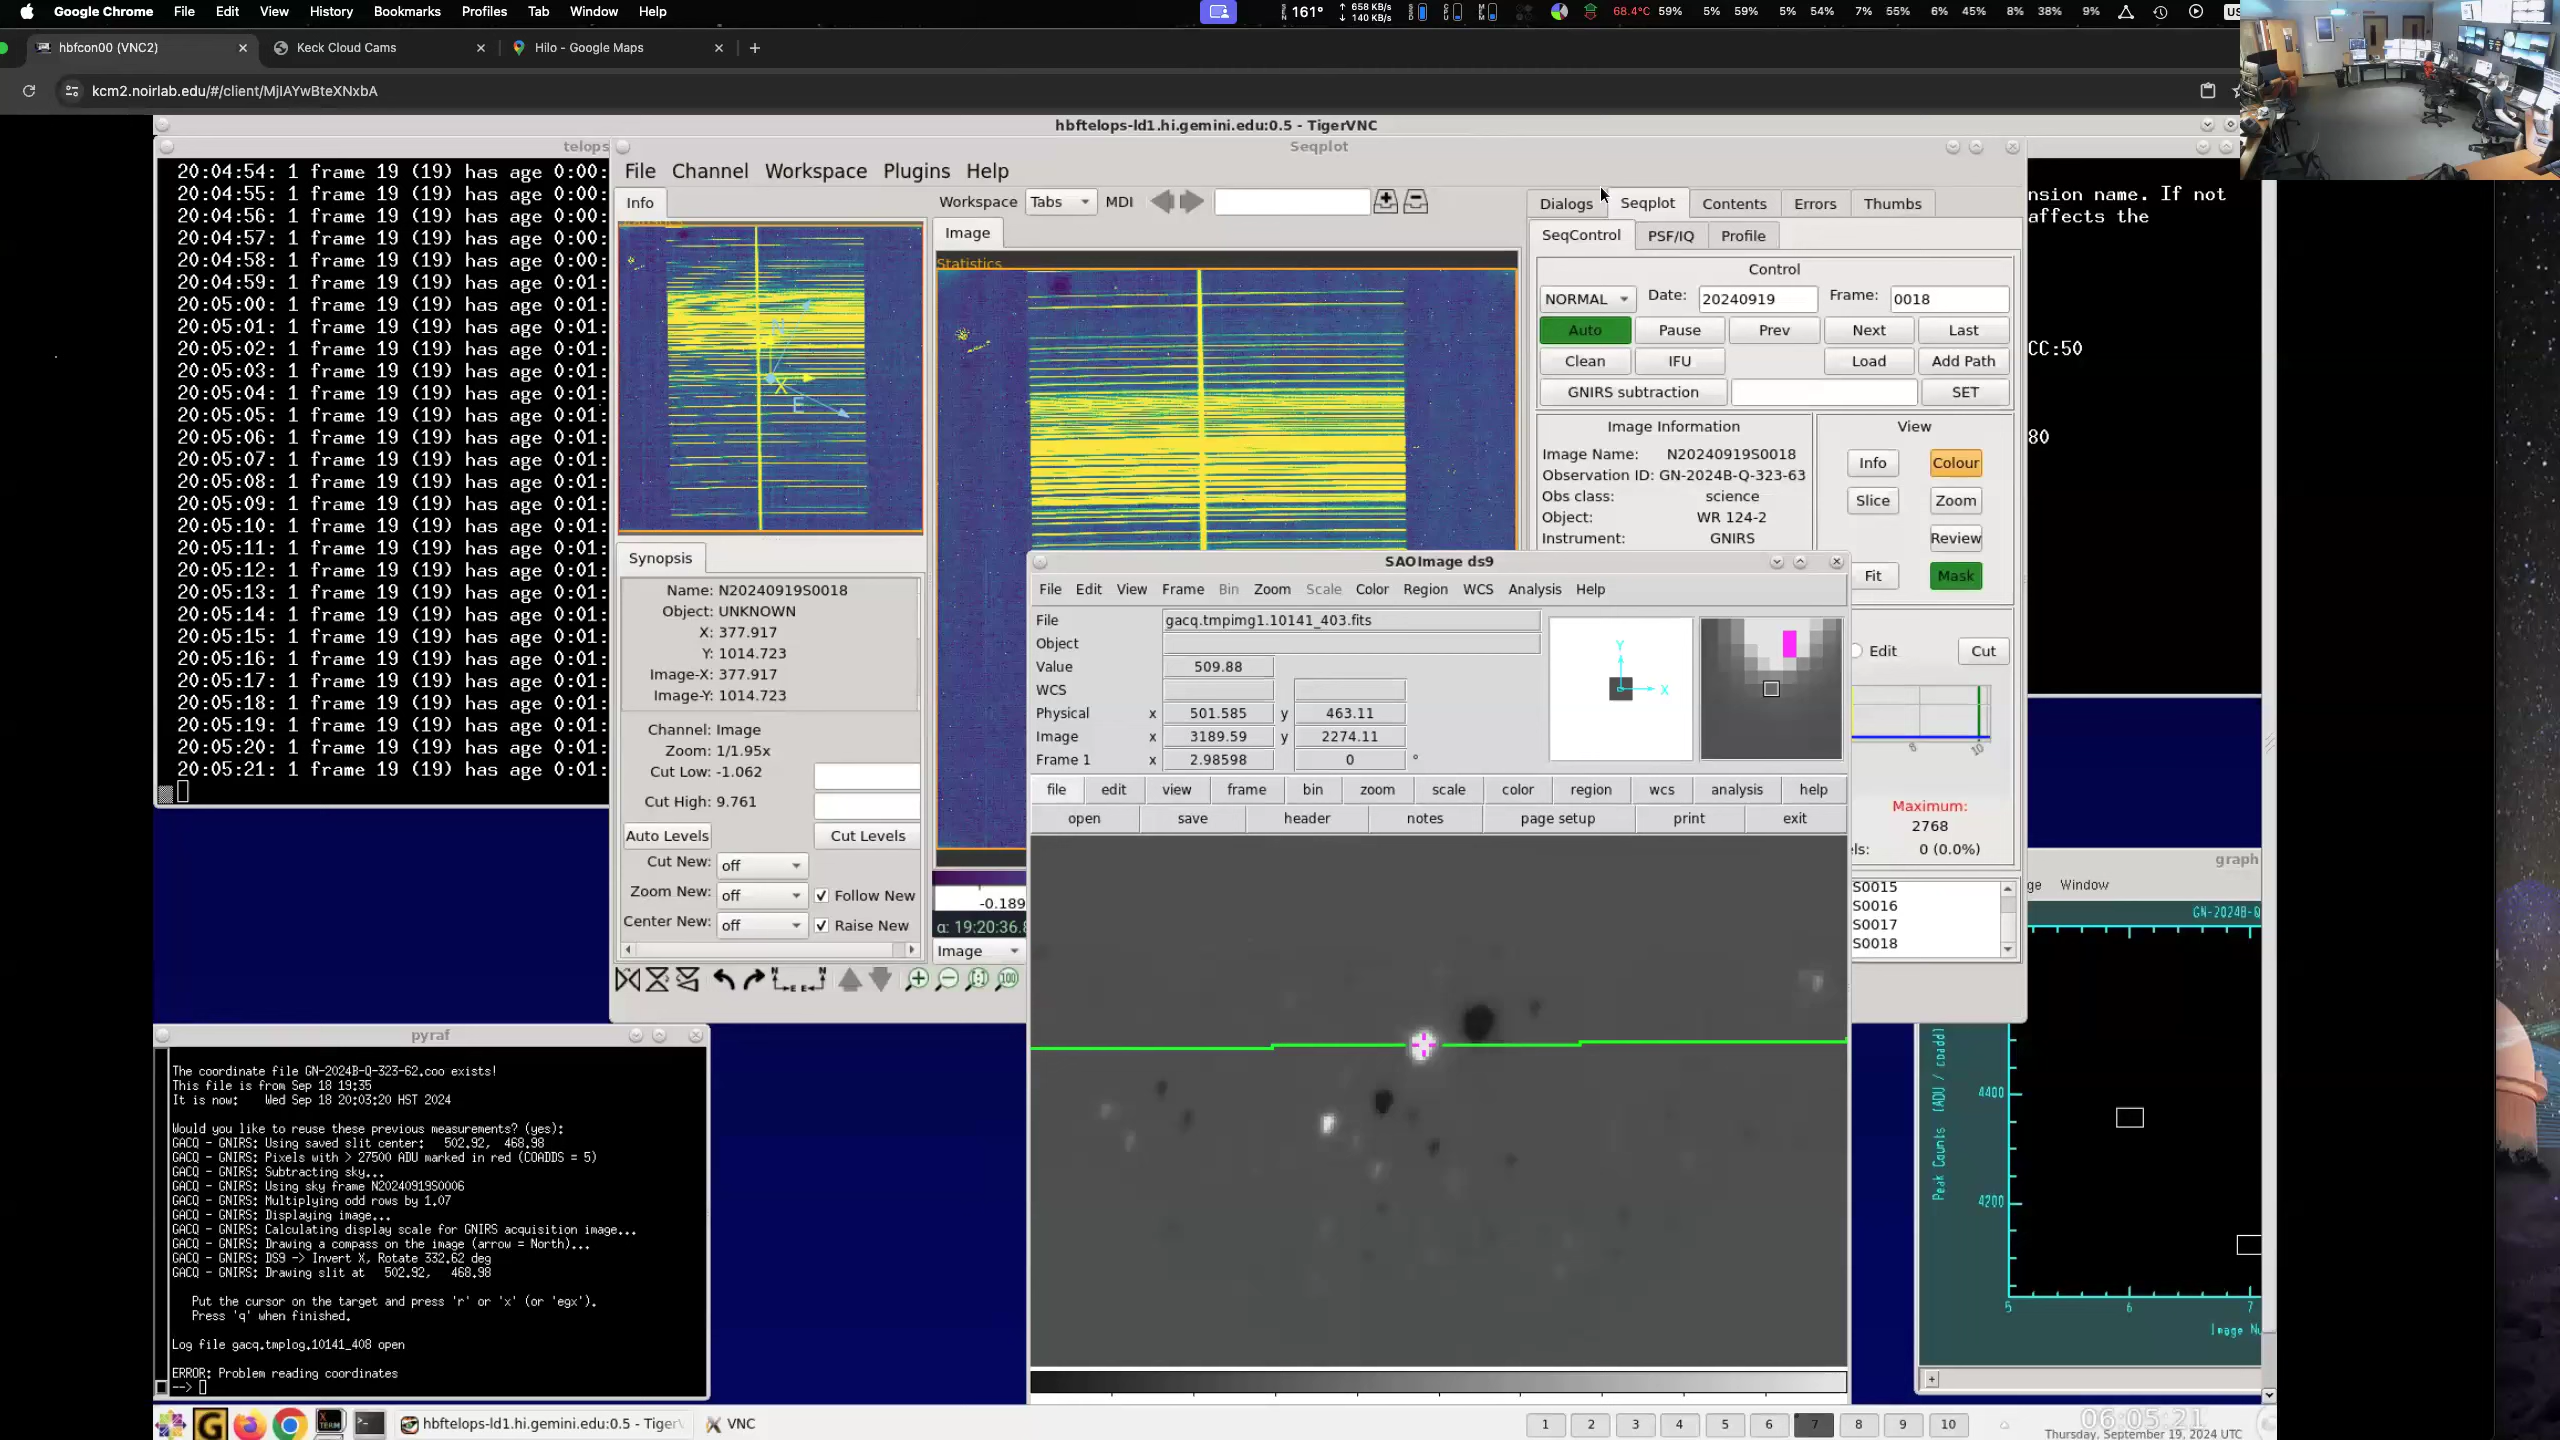 Google Chrome File Edit View History Bookmarks Profiles Tab Window Help
161° 658 KB/s 140 KB/s 68.4°C 59% 5% 59% 5% 54% 7% 55% 6% 45% 8% 38% 9%
hbfcon00 (VNC2) Keck Cloud Cams Hilo - Google Maps
kcm2.noirlab.edu/#/client/MjIAYwBteXNxbA
hbftelops-ld1.hi.gemini.edu:0.5 - TigerVNC
telops
20:04:54: 1 frame 19 (19) has age 0:00:
20:04:55: 1 frame 19 (19) has age 0:00:
20:04:56: 1 frame 19 (19) has age 0:00:
20:04:57: 1 frame 19 (19) has age 0:00:
20:04:58: 1 frame 19 (19) has age 0:00:
20:04:59: 1 frame 19 (19) has age 0:01:
20:05:00: 1 frame 19 (19) has age 0:01:
20:05:01: 1 frame 19 (19) has age 0:01:
20:05:02: 1 frame 19 (19) has age 0:01:
20:05:03: 1 frame 19 (19) has age 0:01:
20:05:04: 1 frame 19 (19) has age 0:01:
20:05:05: 1 frame 19 (19) has age 0:01:
20:05:06: 1 frame 19 (19) has age 0:01:
20:05:07: 1 frame 19 (19) has age 0:01:
20:05:08: 1 frame 19 (19) has age 0:01:
20:05:09: 1 frame 19 (19) has age 0:01:
20:05:10: 1 frame 19 (19) has age 0:01:
20:05:11: 1 frame 19 (19) has age 0:01:
20:05:12: 1 frame 19 (19) has age 0:01:
20:05:13: 1 frame 19 (19) has age 0:01:
20:05:14: 1 frame 19 (19) has age 0:01:
20:05:15: 1 frame 19 (19) has age 0:01:
20:05:16: 1 frame 19 (19) has age 0:01:
20:05:17: 1 frame 19 (19) has age 0:01:
20:05:18: 1 frame 19 (19) has age 0:01:
20:05:19: 1 frame 19 (19) has age 0:01:
20:05:20: 1 frame 19 (19) has age 0:01:
20:05:21: 1 frame 19 (19) has age 0:01:
Seqplot
File Channel Workspace Plugins Help
Info
Workspace Tabs MDI
Image
Statistics
N
X
E
Synopsis
Name: N20240919S0018
Object: UNKNOWN
X: 377.917
Y: 1014.723
Image-X: 377.917
Image-Y: 1014.723
Channel: Image
Zoom: 1/1.95x
Cut Low: -1.062
Cut High: 9.761
Auto Levels Cut Levels
Cut New: off
Zoom New: off Follow New
Center New: off Raise New
-0.189
α: 19:20:36.8
Image
Dialogs Seqplot Contents Errors Thumbs
SeqControl PSF/IQ Profile
Control
NORMAL Date: 20240919 Frame: 0018
Auto Pause Prev Next Last
Clean IFU Load Add Path
GNIRS subtraction SET
Image Information
Image Name: N20240919S0018
Observation ID: GN-2024B-Q-323-63
Obs class: science
Object: WR 124-2
Instrument: GNIRS
View
Info Colour
Slice Zoom
Review
Fit Mask
Edit Cut
8 10
Maximum:
2768
ls: 0 (0.0%)
S0015
S0016
S0017
S0018
nsion name. If not
affects the
CC:50
80
SAOImage ds9
File Edit View Frame Bin Zoom Scale Color Region WCS Analysis Help
File gacq.tmpimg1.10141_403.fits
Object
Value 509.88
WCS
Physical x 501.585 y 463.11
Image x 3189.59 y 2274.11
Frame 1 x 2.98598 0 °
Y
X
file edit view frame bin zoom scale color region wcs analysis help
open save header notes page setup print exit
pyraf
The coordinate file GN-2024B-Q-323-62.coo exists!
This file is from Sep 18 19:35
It is now: Wed Sep 18 20:03:20 HST 2024
Would you like to reuse these previous measurements? (yes):
GACQ - GNIRS: Using saved slit center: 502.92, 468.98
GACQ - GNIRS: Pixels with > 27500 ADU marked in red (COADDS = 5)
GACQ - GNIRS: Subtracting sky...
GACQ - GNIRS: Using sky frame N20240919S0006
GACQ - GNIRS: Multiplying odd rows by 1.07
GACQ - GNIRS: Displaying image...
GACQ - GNIRS: Calculating display scale for GNIRS acquisition image...
GACQ - GNIRS: Drawing a compass on the image (arrow = North)...
GACQ - GNIRS: DS9 -> Invert X, Rotate 332.62 deg
GACQ - GNIRS: Drawing slit at 502.92, 468.98
Put the cursor on the target and press 'r' or 'x' (or 'egx').
Press 'q' when finished.
Log file gacq.tmplog.10141_408 open
ERROR: Problem reading coordinates
-->
graph
ge Window
GN-2024B-Q
Peak Counts (ADU / coadd)
4400
4200
5 6 7
Image Nu
hbftelops-ld1.hi.gemini.edu:0.5 - TigerV VNC
1 2 3 4 5 6 7 8 9 10
06:05:21
Thursday, September 19, 2024 UTC